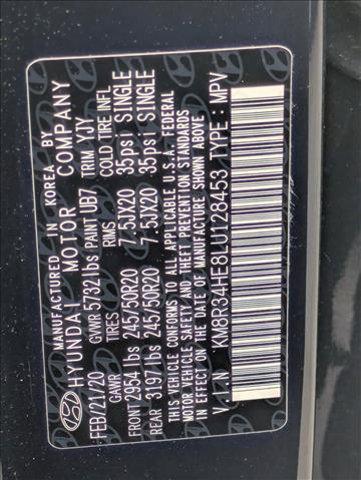 MANUFACTURED IN KOREA BY
HYUNDAI MOTOR COMPANY
FEB/21/20 GVWR 5732 lbs PAINT UB7 TRIM YJY
GAWR TIRES RIMS COLD TIRE INFL
FRONT 2954 lbs 245/50R20 7.5JX20 35psi SINGLE
REAR 3197 lbs 245/50R20 7.5JX20 35psi SINGLE
THIS VEHICLE CONFORMS TO ALL APPLICABLE U.S.A. FEDERAL
MOTOR VEHICLE SAFETY AND THEFT PREVENTION STANDARDS
IN EFFECT ON THE DATE OF MANUFACTURE SHOWN ABOVE
V.I.N : KM8R34HE8LU128453 TYPE : MPV